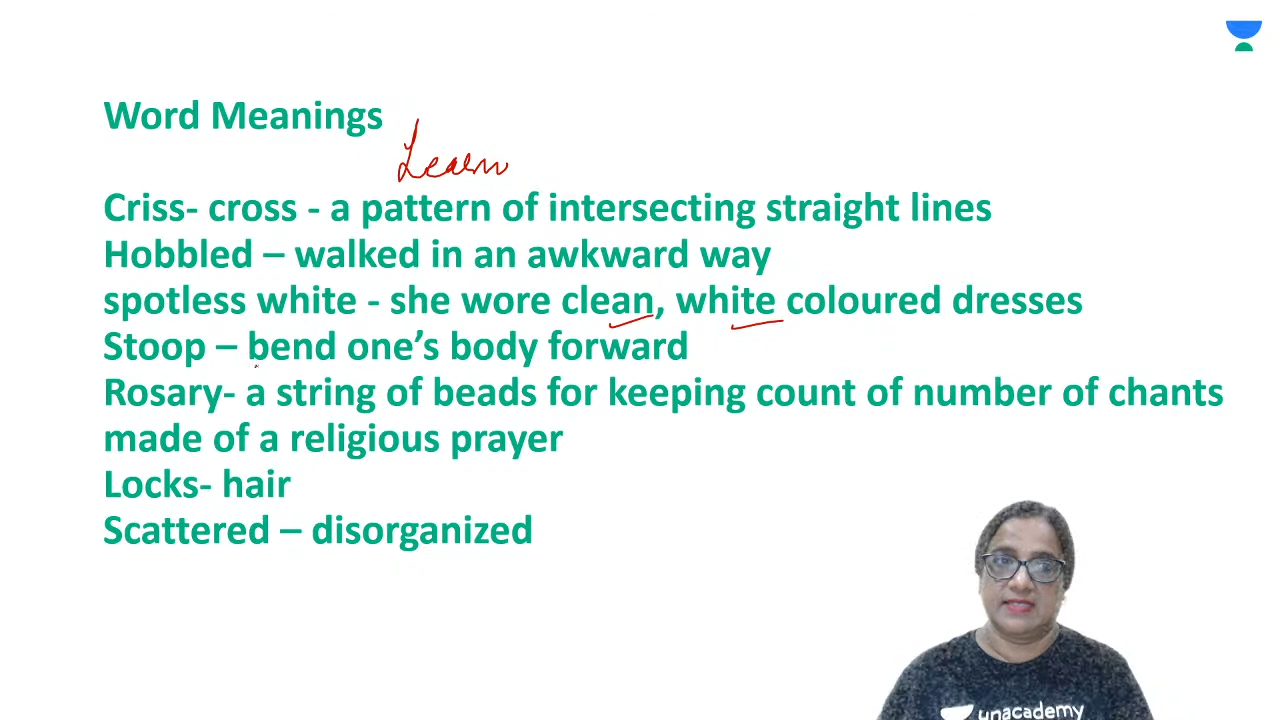 Word Meanings
Learn
Criss- cross - a pattern of intersecting straight lines
Hobbled – walked in an awkward way
spotless white - she wore clean, white coloured dresses
Stoop – bend one’s body forward
Rosary- a string of beads for keeping count of number of chants
made of a religious prayer
Locks- hair
Scattered – disorganized
unacademy